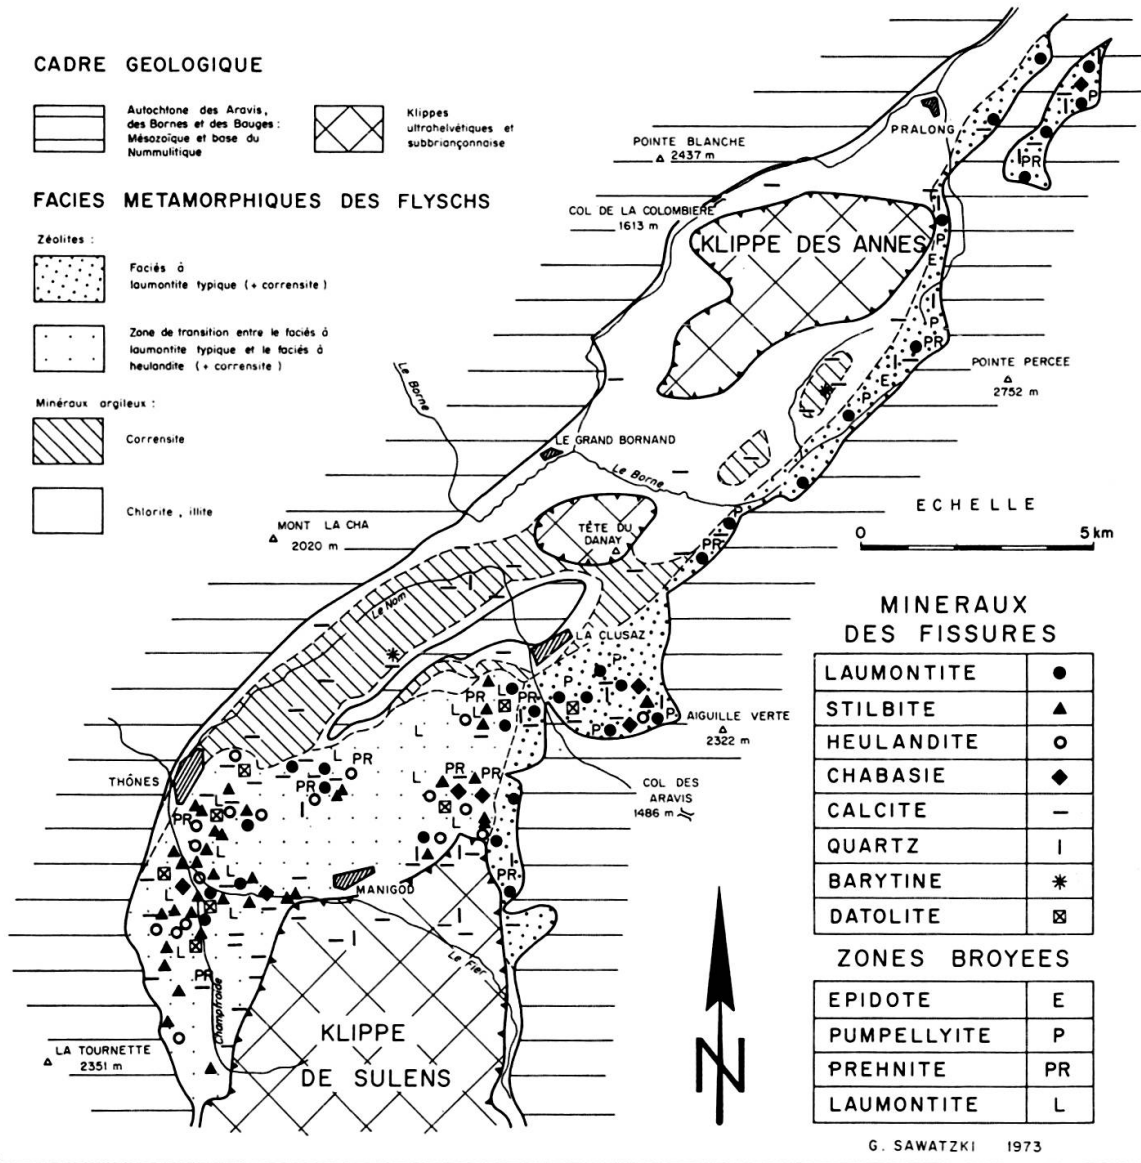 CADRE GEOLOGIQUE
Autochtone des Aravis,
des Bornes et des Bauges :
Mésozoïque et base du
Nummulitique
Klippes
ultrahelvétiques et
subbriançonnaise
FACIES METAMORPHIQUES DES FLYSCHS
Zéolites :
Faciés à
laumontite typique (+ corrensite)
Zone de transition entre le faciés à
laumontite typique et le faciés à
heulandite (+ corrensite)
Minéraux argileux :
Corrensite
Chlorite, illite
PRALONG
POINTE BLANCHE
2437 m
COL DE LA COLOMBIERE
1613 m
KLIPPE DES ANNES
POINTE PERCEE
2752 m
Le Borne
LE GRAND BORNAND
Le Borne
MONT LA CHA
2020 m
TÊTE DU
DANAY
Le Nom
LA CLUSAZ
AIGUILLE VERTE
2322 m
COL DES
ARAVIS
1486 m
THÔNES
MANIGOD
Le Fier
Champfroide
LA TOURNETTE
2351 m
KLIPPE
DE SULENS
ECHELLE
0 5 km
MINERAUX
DES FISSURES
LAUMONTITE
STILBITE
HEULANDITE
CHABASIE
CALCITE
QUARTZ
BARYTINE
DATOLITE
ZONES BROYEES
EPIDOTE E
PUMPELLYITE P
PREHNITE PR
LAUMONTITE L
N
G. SAWATZKI 1973